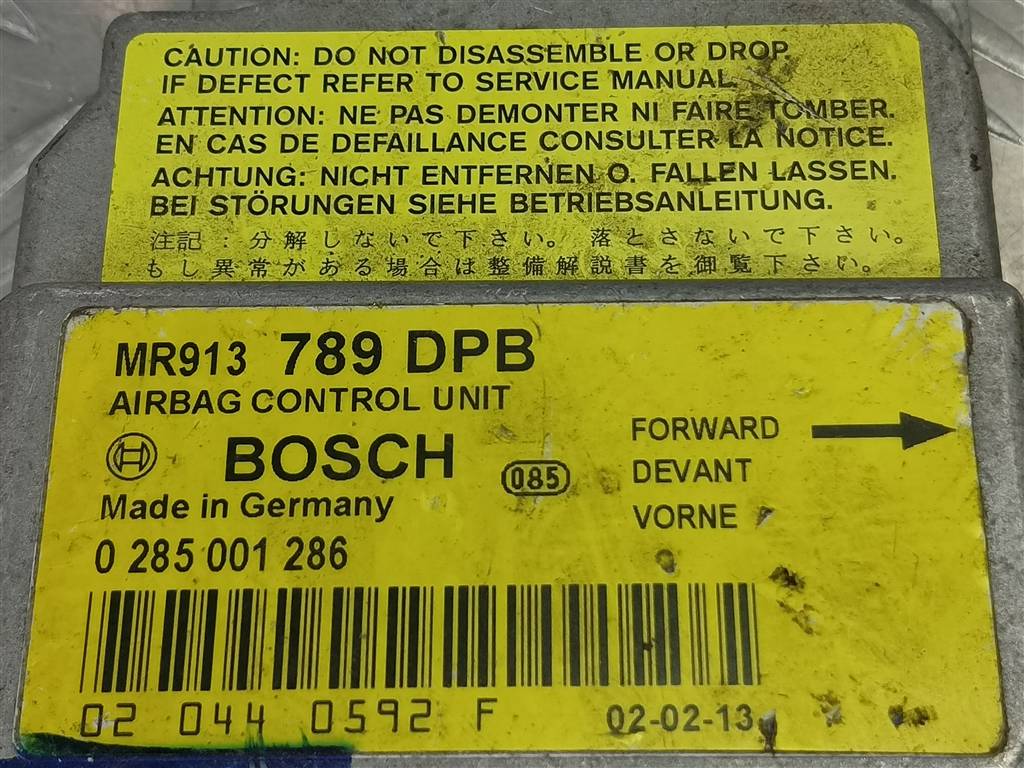 CAUTION: DO NOT DISASSEMBLE OR DROP.
IF DEFECT REFER TO SERVICE MANUAL.
ATTENTION: NE PAS DEMONTER NI FAIRE TOMBER.
EN CAS DE DEFAILLANCE CONSULTER LA NOTICE.
ACHTUNG: NICHT ENTFERNEN O. FALLEN LASSEN.
BEI STÖRUNGEN SIEHE BETRIEBSANLEITUNG.
注記：分解しないで下さい。落とさないで下さい。
もし異常がある場合は整備解説書を御覧下さい。
MR913 789 DPB
AIRBAG CONTROL UNIT
BOSCH
085
Made in Germany
0 285 001 286
FORWARD
DEVANT
VORNE
02 044 0592 F
02-02-13